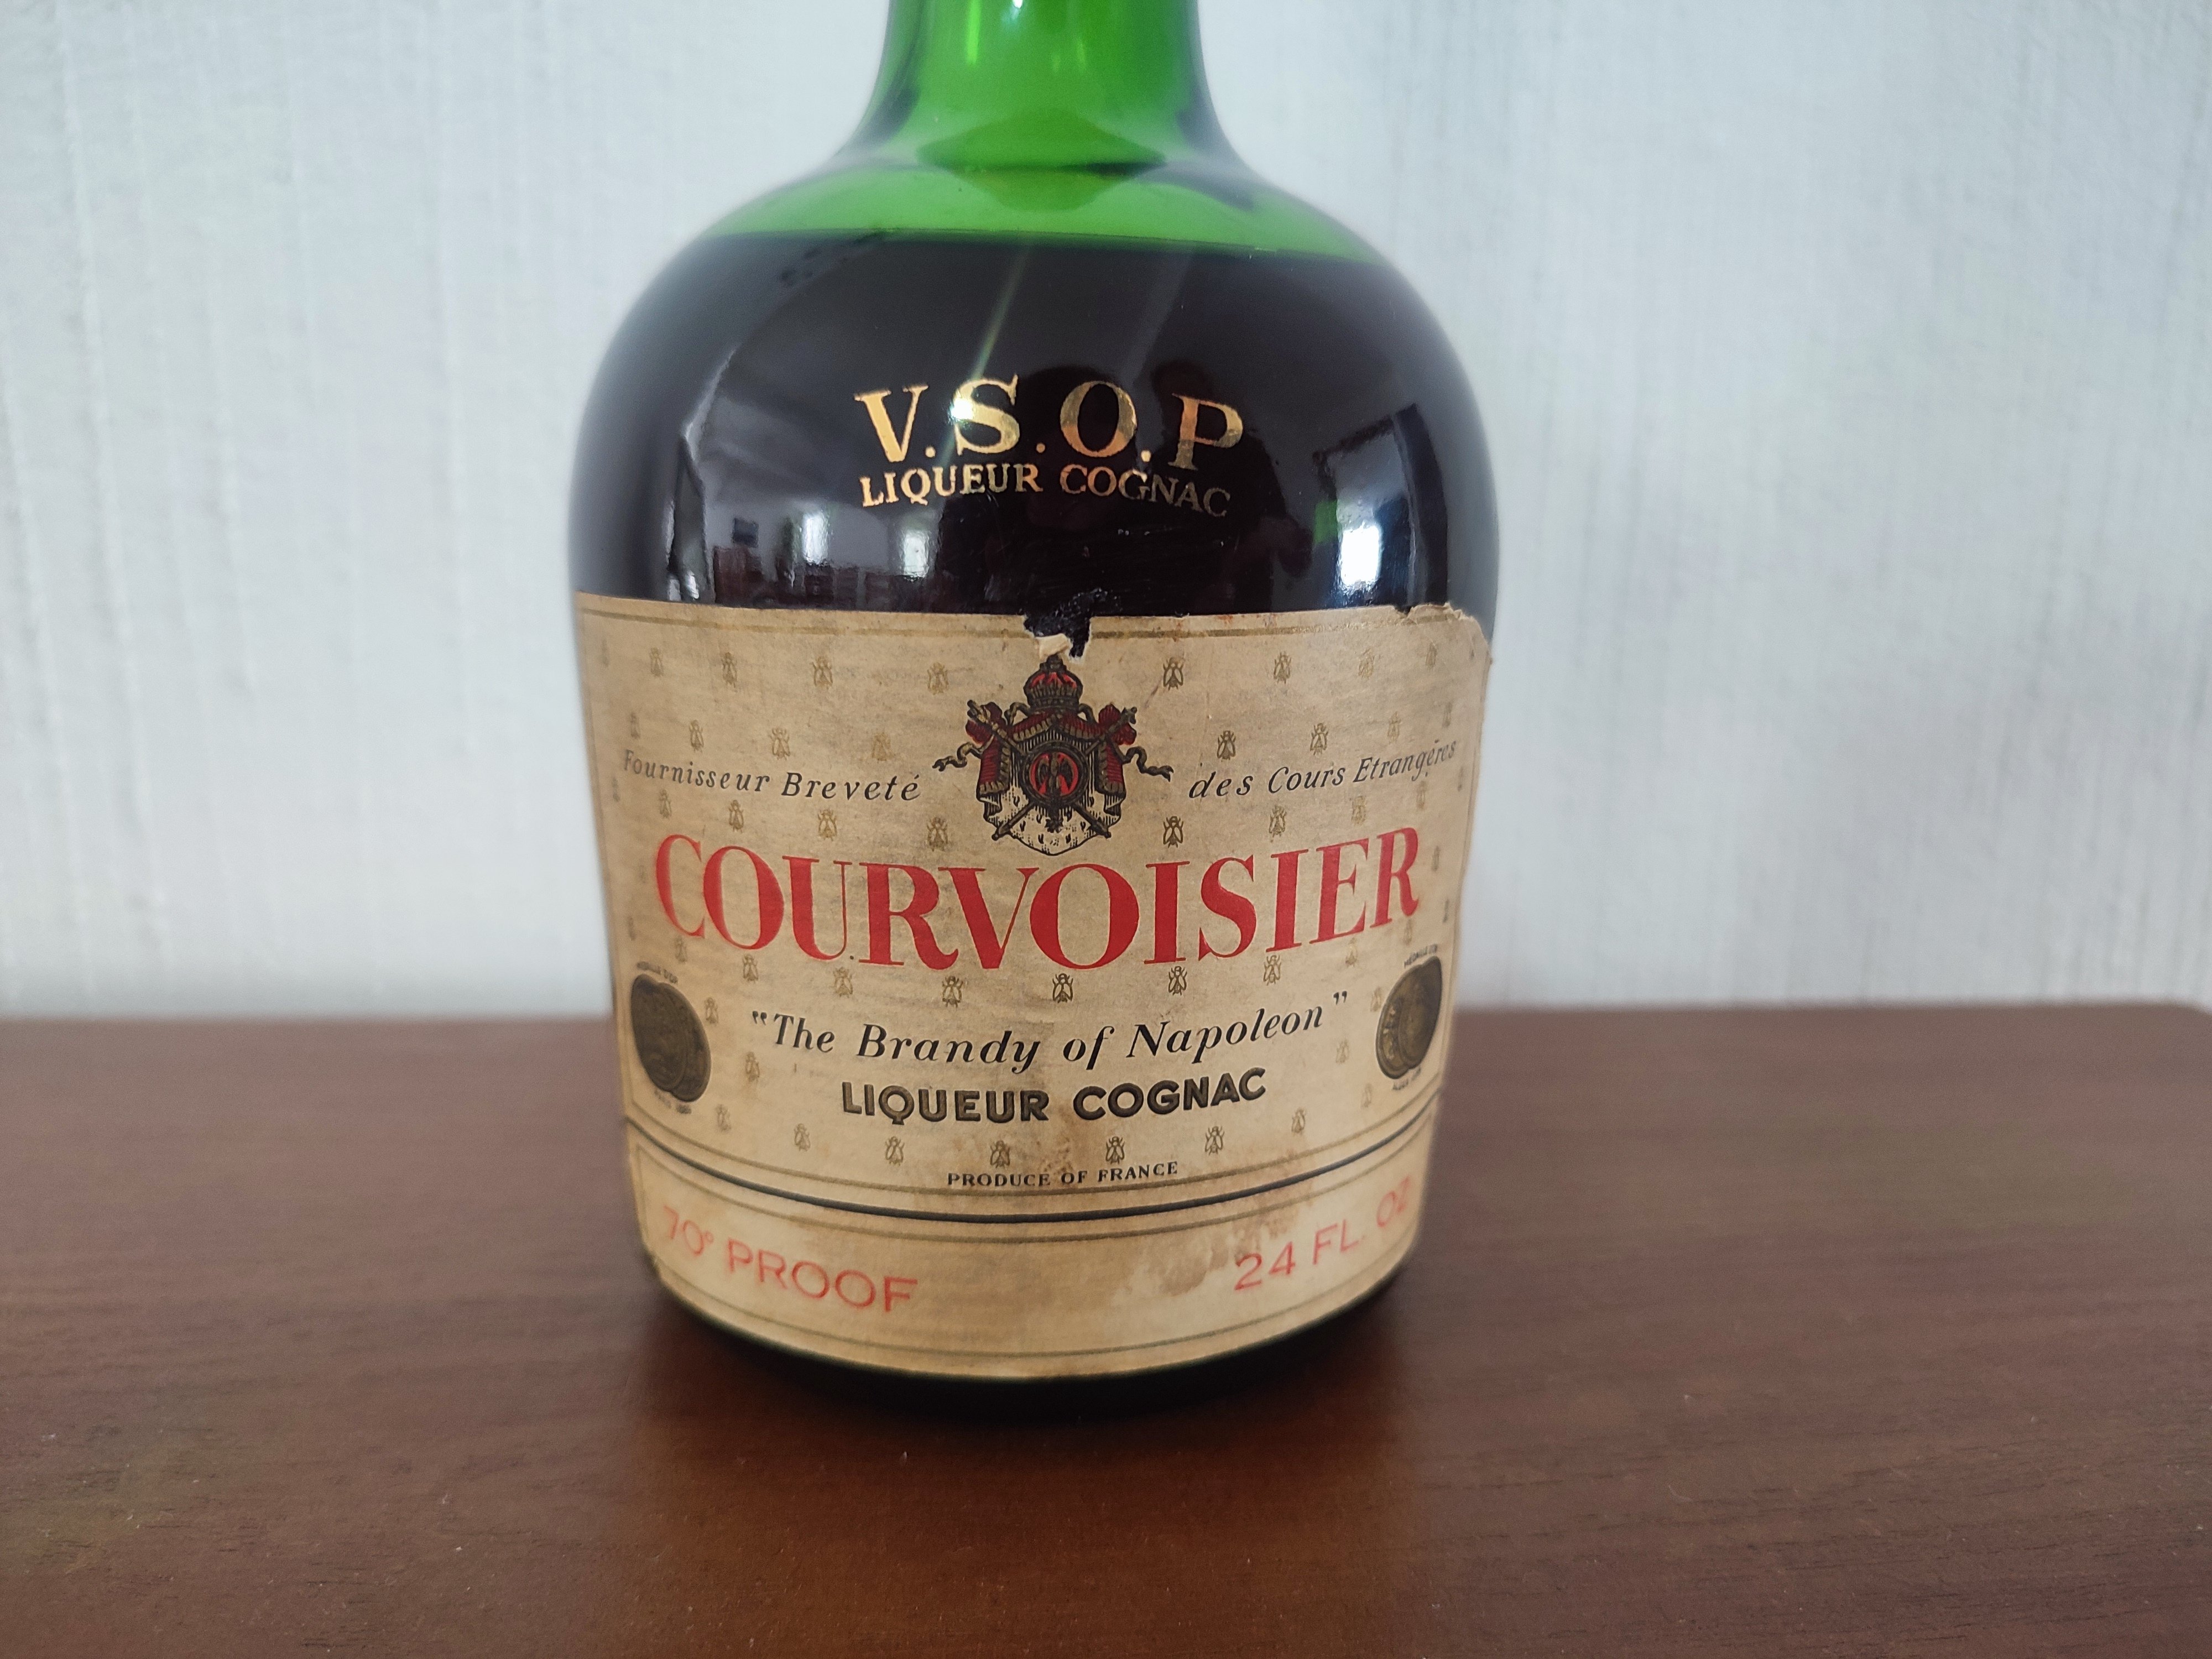 V.S.O.P
LIQUEUR COGNAC
Fournisseur Breveté des Cours Etrangères
COURVOISIER
"The Brandy of Napoleon"
LIQUEUR COGNAC
PRODUCE OF FRANCE
70° PROOF 24 FL. OZ